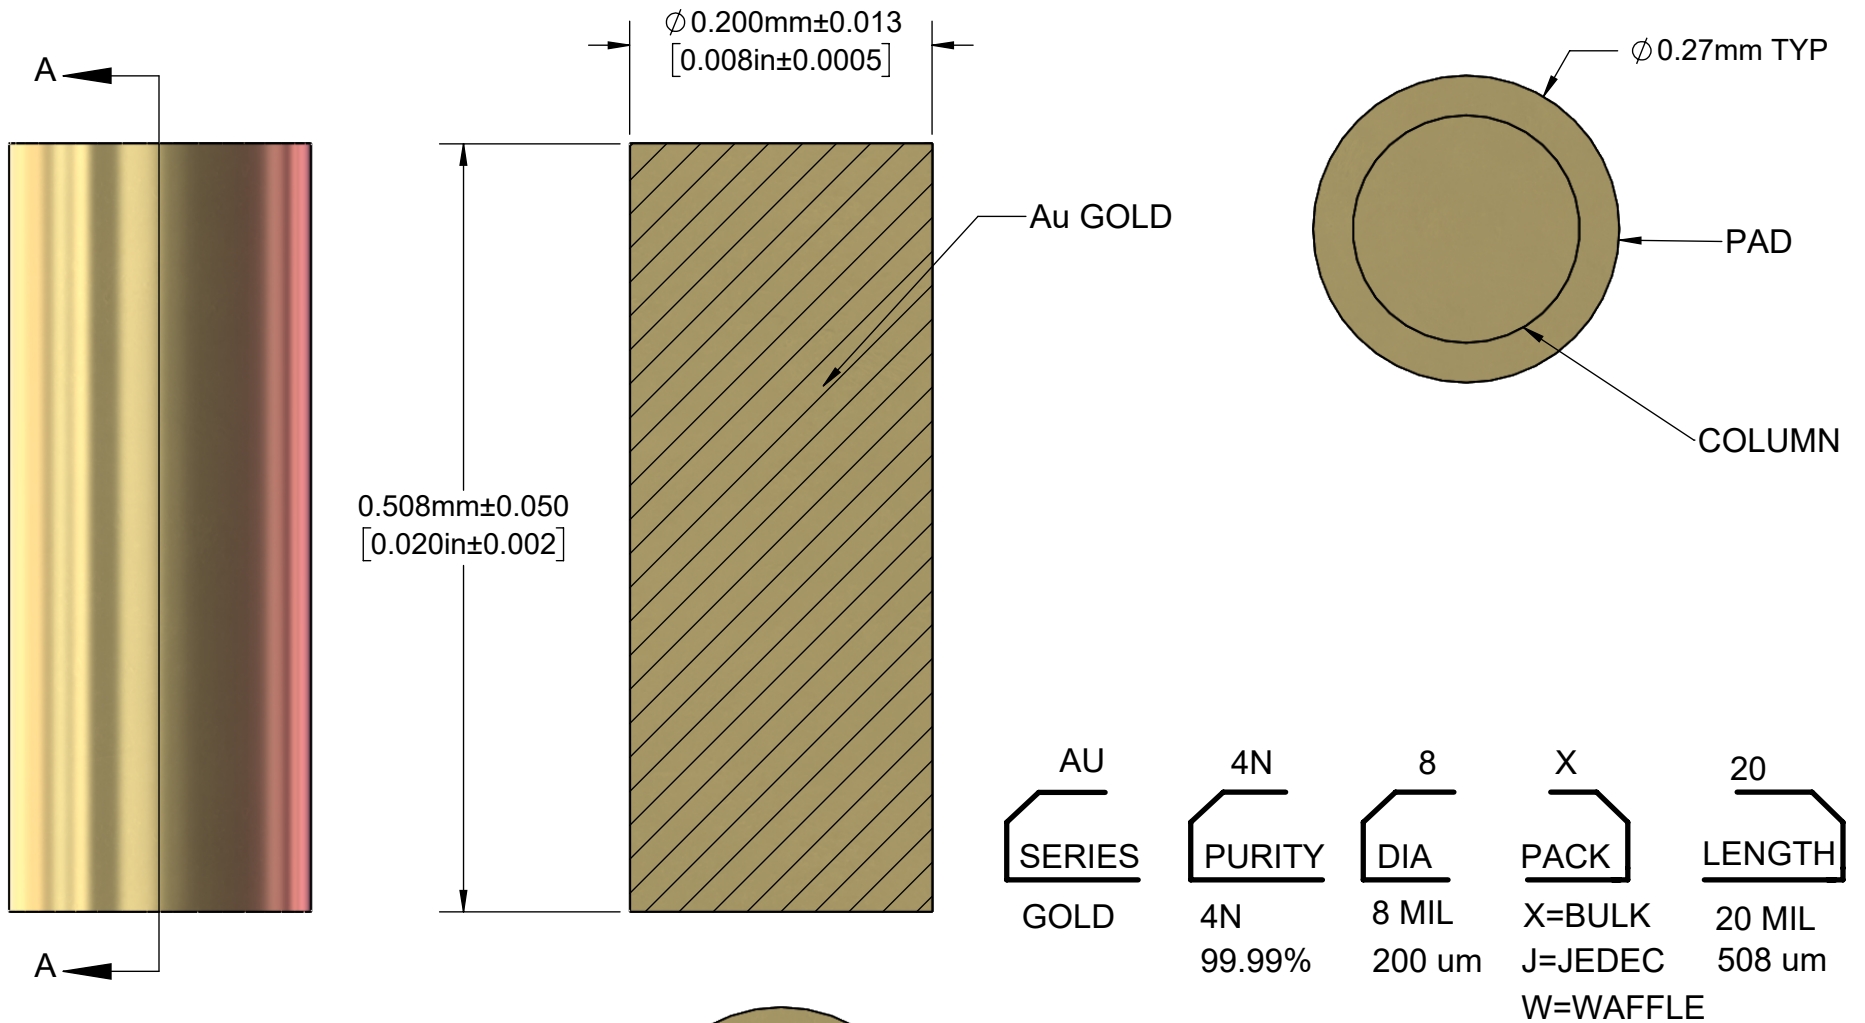 A
∅0.200mm±0.013
[0.008in±0.0005]
∅0.27mm TYP
Au GOLD
PAD
COLUMN
0.508mm±0.050
[0.020in±0.002]
AU 4N 8 X 20
SERIES PURITY DIA PACK LENGTH
GOLD 4N 8 MIL X=BULK 20 MIL
99.99% 200 um J=JEDEC 508 um
W=WAFFLE
A